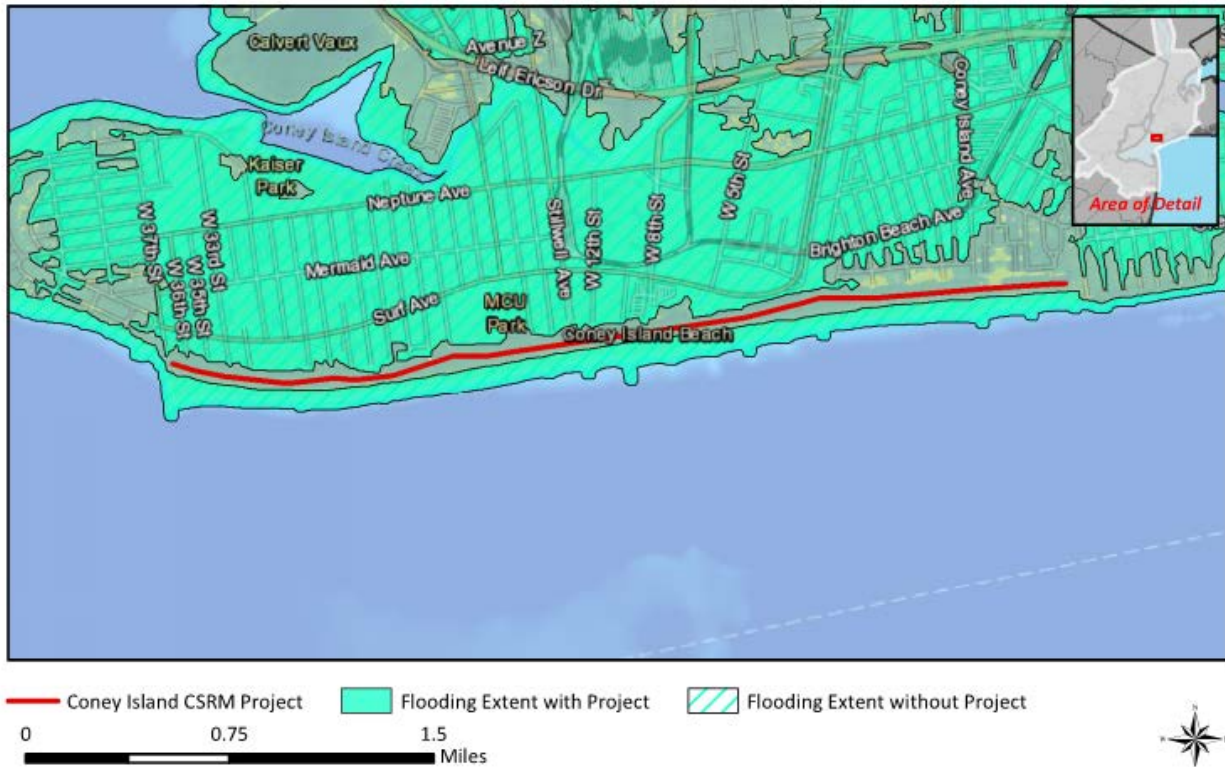 Calvert Vaux
Avenue Z
Leif Ericson Dr
Coney Island Ave
Area of Detail
Coney Island Creek
Kaiser
Park
Neptune Ave
W 5th St
W 37th St
W 36th St
W 35th St
W 33rd St
Mermaid Ave
Stillwell Ave
W 12th St
W 8th St
Brighton Beach Ave
Surf Ave
MCU
Park
Coney Island Beach
Coney Island CSRM Project
Flooding Extent with Project
Flooding Extent without Project
0 0.75 1.5
Miles